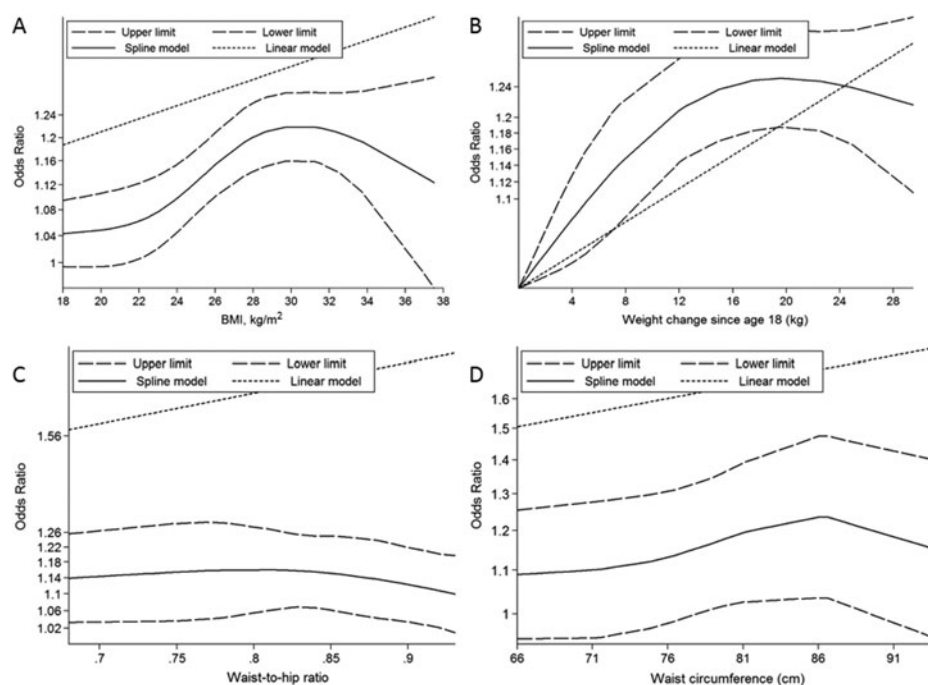 A
Upper limit Lower limit
Spline model Linear model
Odds Ratio
1.24
1.2
1.16
1.12
1.08
1.04
1
18 20 22 24 26 28 30 32 34 36 38
BMI, kg/m2
B
Upper limit Lower limit
Spline model Linear model
Odds Ratio
1.24
1.2
1.18
1.16
1.14
1.12
1.1
4 8 12 16 20 24 28
Weight change since age 18 (kg)
C
Upper limit Lower limit
Spline model Linear model
Odds Ratio
1.56
1.26
1.22
1.18
1.14
1.1
1.06
1.02
.7 .75 .8 .85 .9
Waist-to-hip ratio
D
Upper limit Lower limit
Spline model Linear model
Odds Ratio
1.6
1.5
1.4
1.3
1.2
1.1
1
66 71 76 81 86 91
Waist circumference (cm)